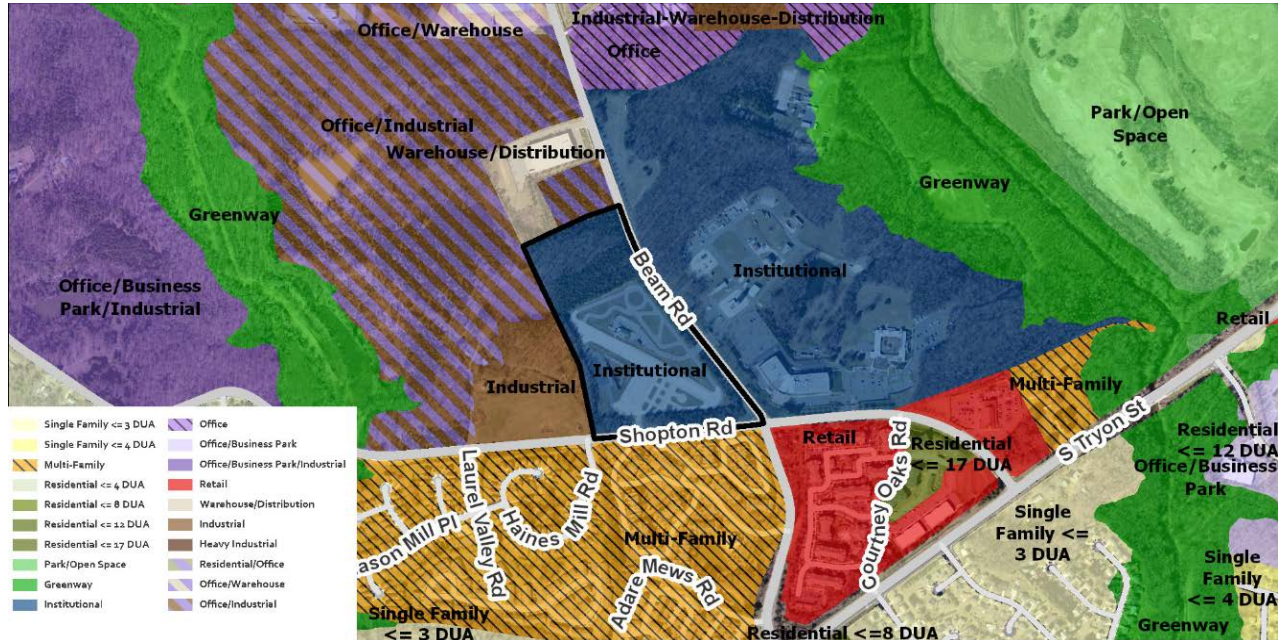 Office/Warehouse
Industrial-Warehouse-Distribution
Office
Park/Open
Space
Office/Industrial
Warehouse/Distribution
Greenway
Greenway
Office/Business
Park/Industrial
Beam Rd
Institutional
Retail
Institutional
Industrial
Multi-Family
Shopton Rd
S Tryon St
Retail
Courtney Oaks Rd
Residential
<= 17 DUA
Residential
<= 12 DUA
Office/Business
Park
Laurel Valley Rd
Haines Mill Rd
ason Mill Pl
Multi-Family
Adare Mews Rd
Single
Family <=
3 DUA
Single
Family
<= 4 DUA
Single Family
<= 3 DUA
Residential <=8 DUA
Greenway
Single Family <= 3 DUA
Single Family <= 4 DUA
Multi-Family
Residential <= 4 DUA
Residential <= 8 DUA
Residential <= 12 DUA
Residential <= 17 DUA
Park/Open Space
Greenway
Institutional
Office
Office/Business Park
Office/Business Park/Industrial
Retail
Warehouse/Distribution
Industrial
Heavy Industrial
Residential/Office
Office/Warehouse
Office/Industrial